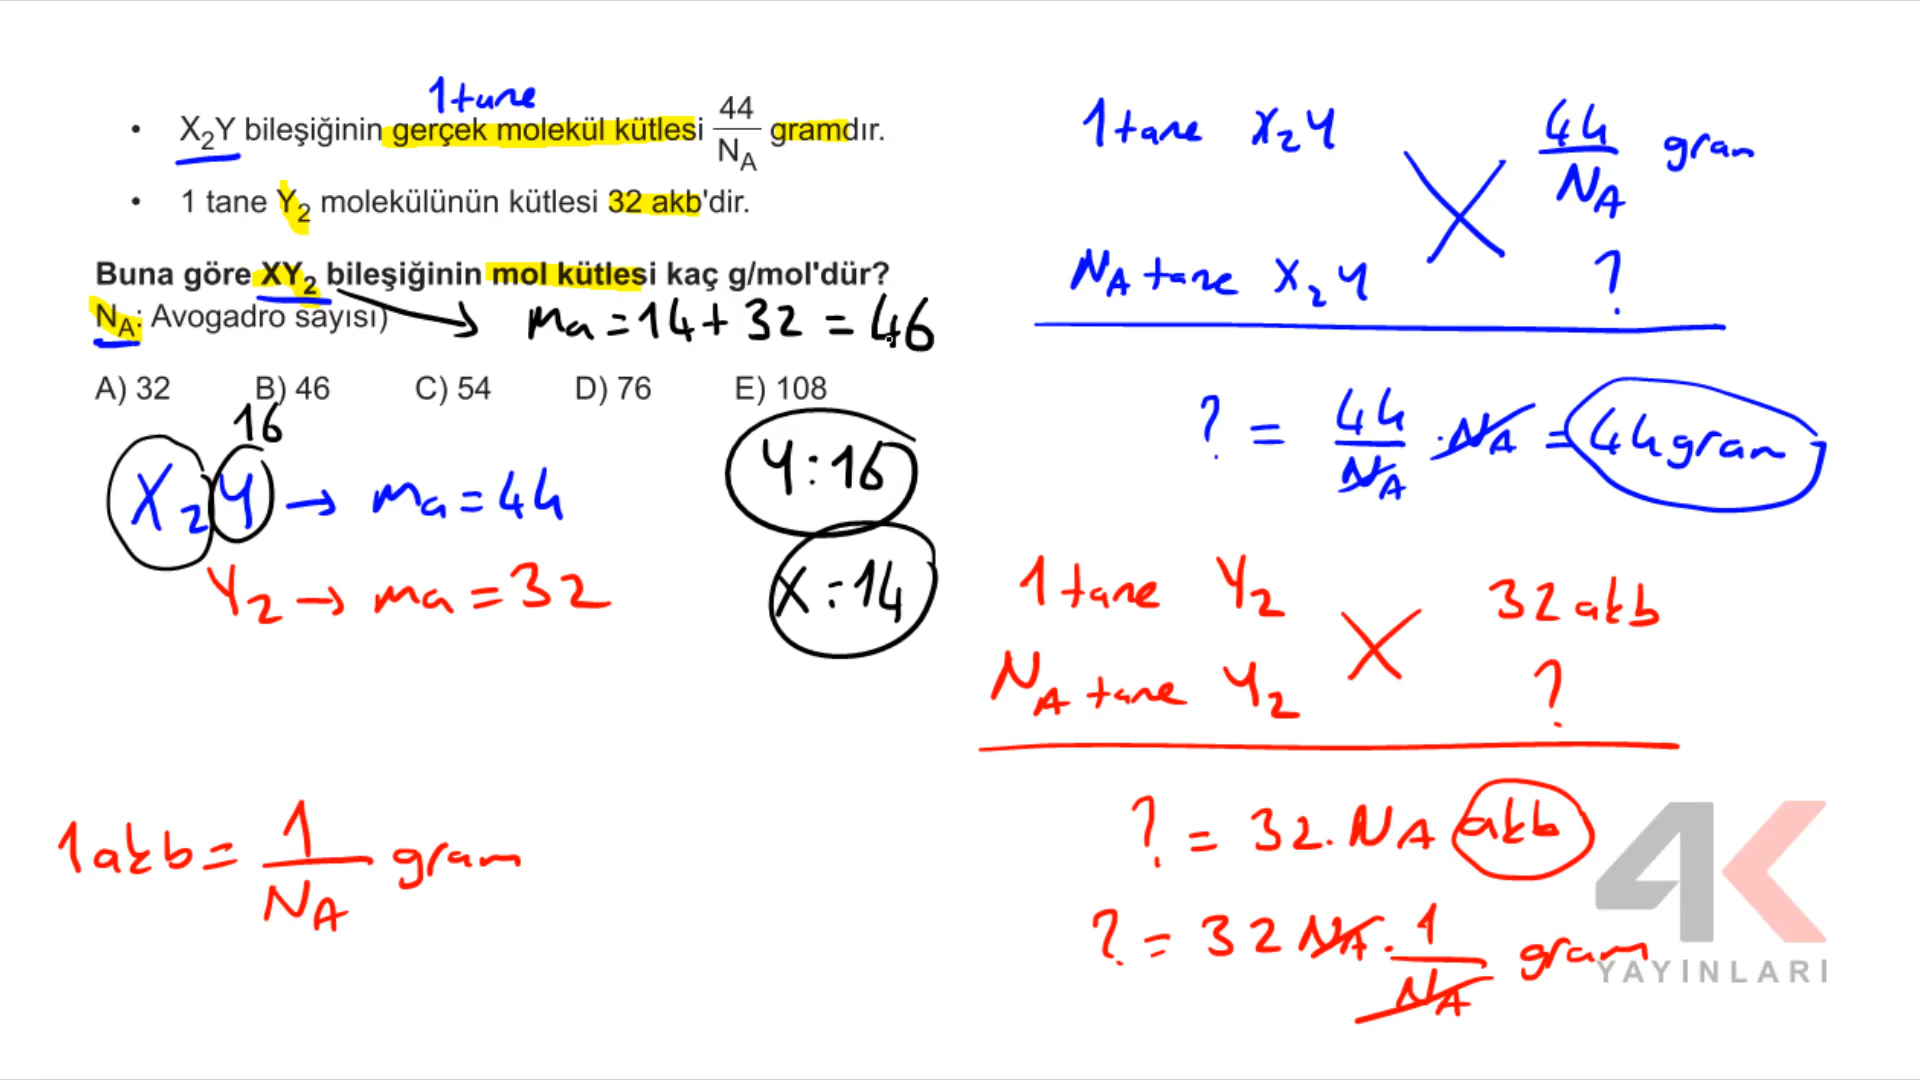 1 tane
• X₂Y bileşiğinin gerçek molekül kütlesi 44/N_A gramdır.
• 1 tane Y₂ molekülünün kütlesi 32 akb'dir.
Buna göre XY₂ bileşiğinin mol kütlesi kaç g/mol'dür?
N_A: Avogadro sayısı)
ma = 14 + 32 = 46
A) 32 B) 46 C) 54 D) 76 E) 108
16
X₂Y → ma = 44
Y₂ → ma = 32
Y : 16
X : 14
1 akb = 1/N_A gram
1 tane X₂Y 44/N_A gram
N_A tane X₂Y ?
? = 44/N_A . N_A = 44 gram
1 tane Y₂ 32 akb
N_A tane Y₂ ?
? = 32. N_A akb
? = 32 N_A . 1/N_A gram
4K
YAYINLARI